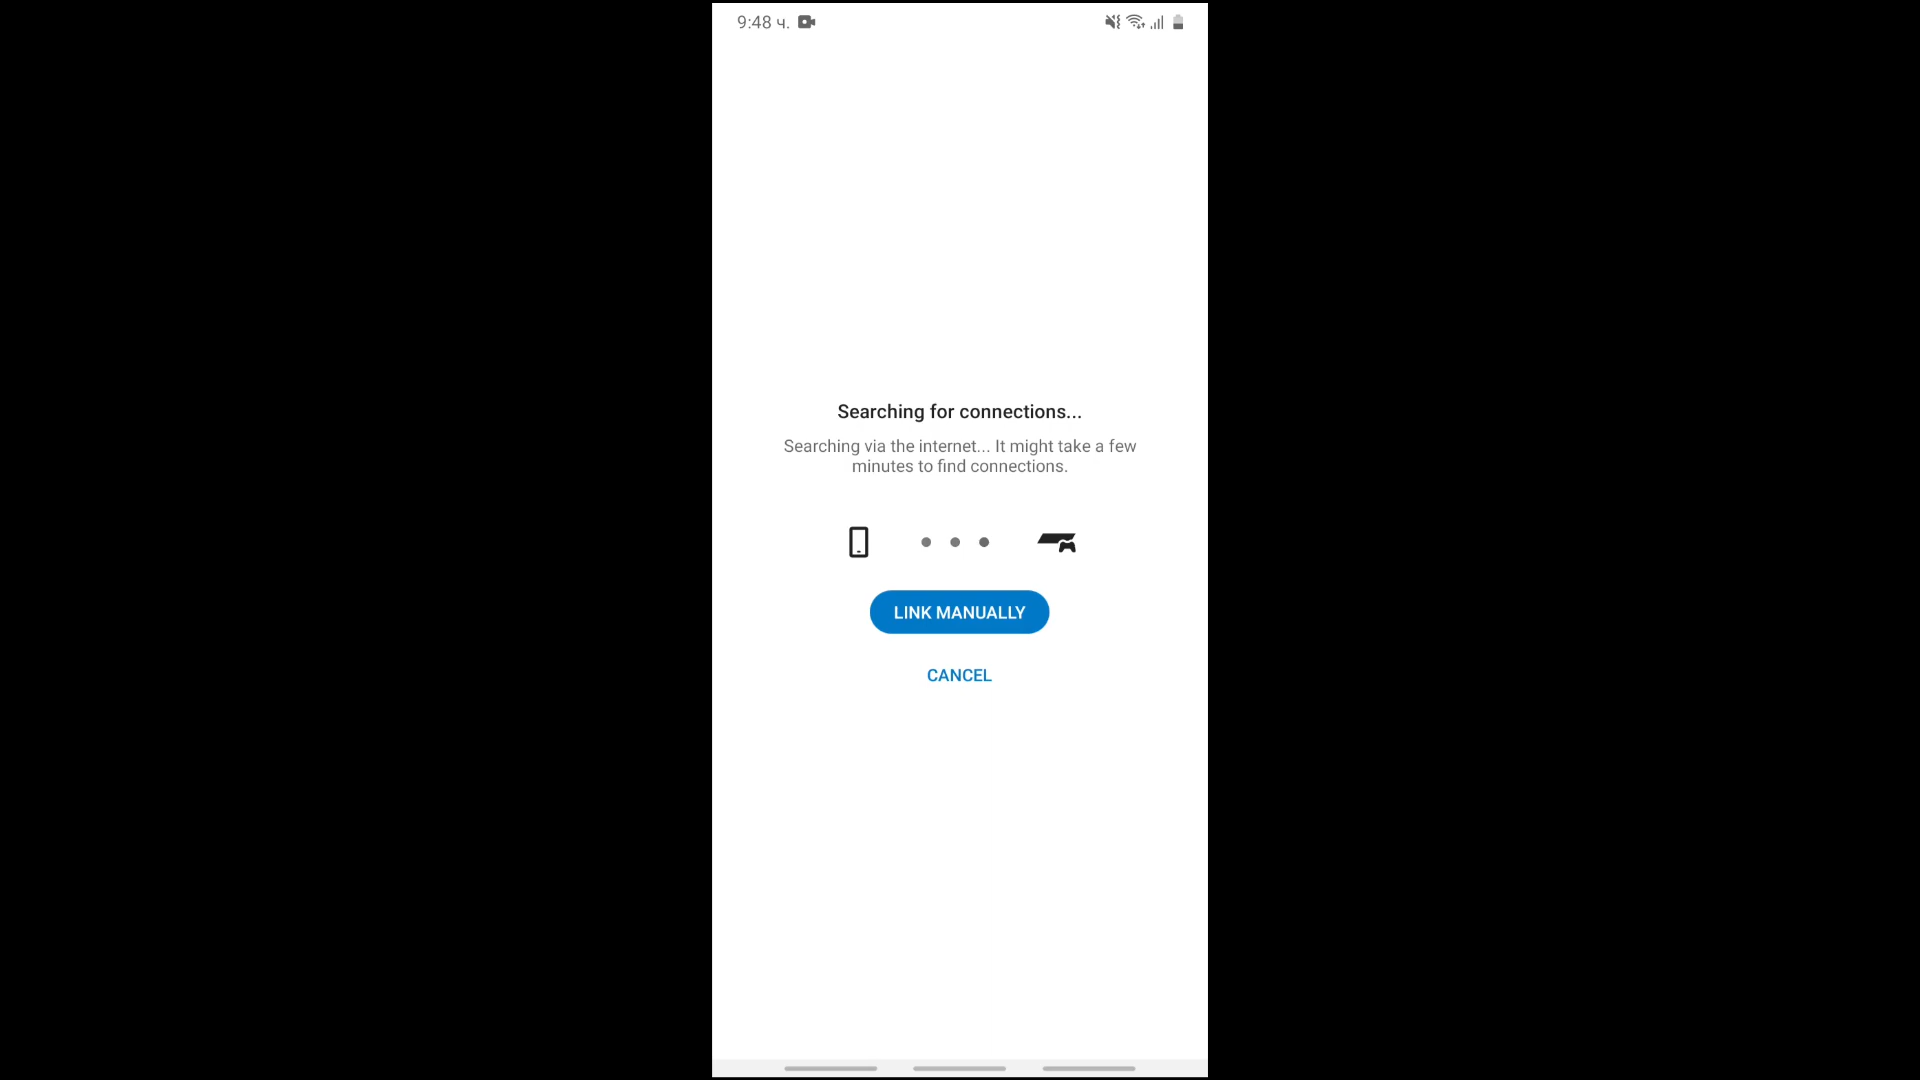 9:48 ч.
Searching for connections...
Searching via the internet... It might take a few
minutes to find connections.
LINK MANUALLY
CANCEL